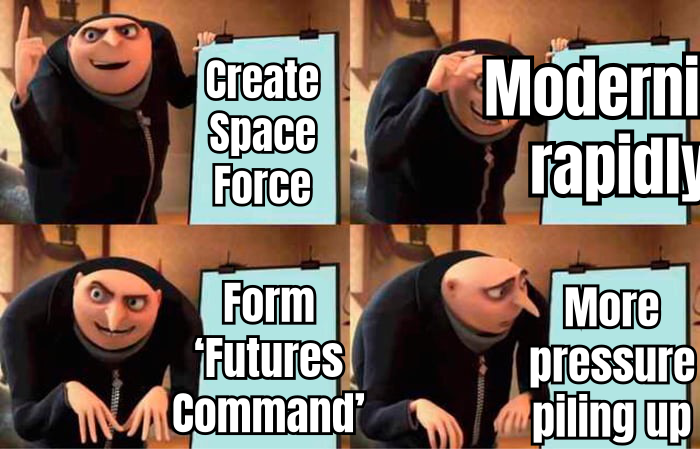 Create
Space
Force
Moderni
rapidly
Form
‘Futures
Command’
More
pressure
piling up